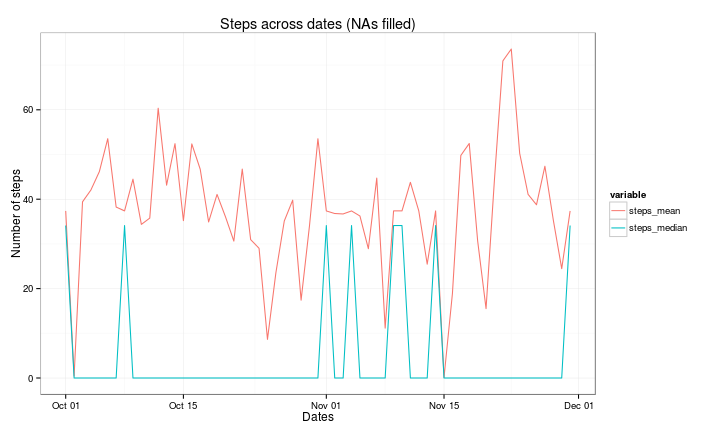 Steps across dates (NAs filled)
Number of steps
60
40
20
0
Oct 01
Oct 15
Nov 01
Nov 15
Dec 01
Dates
variable
steps_mean
steps_median